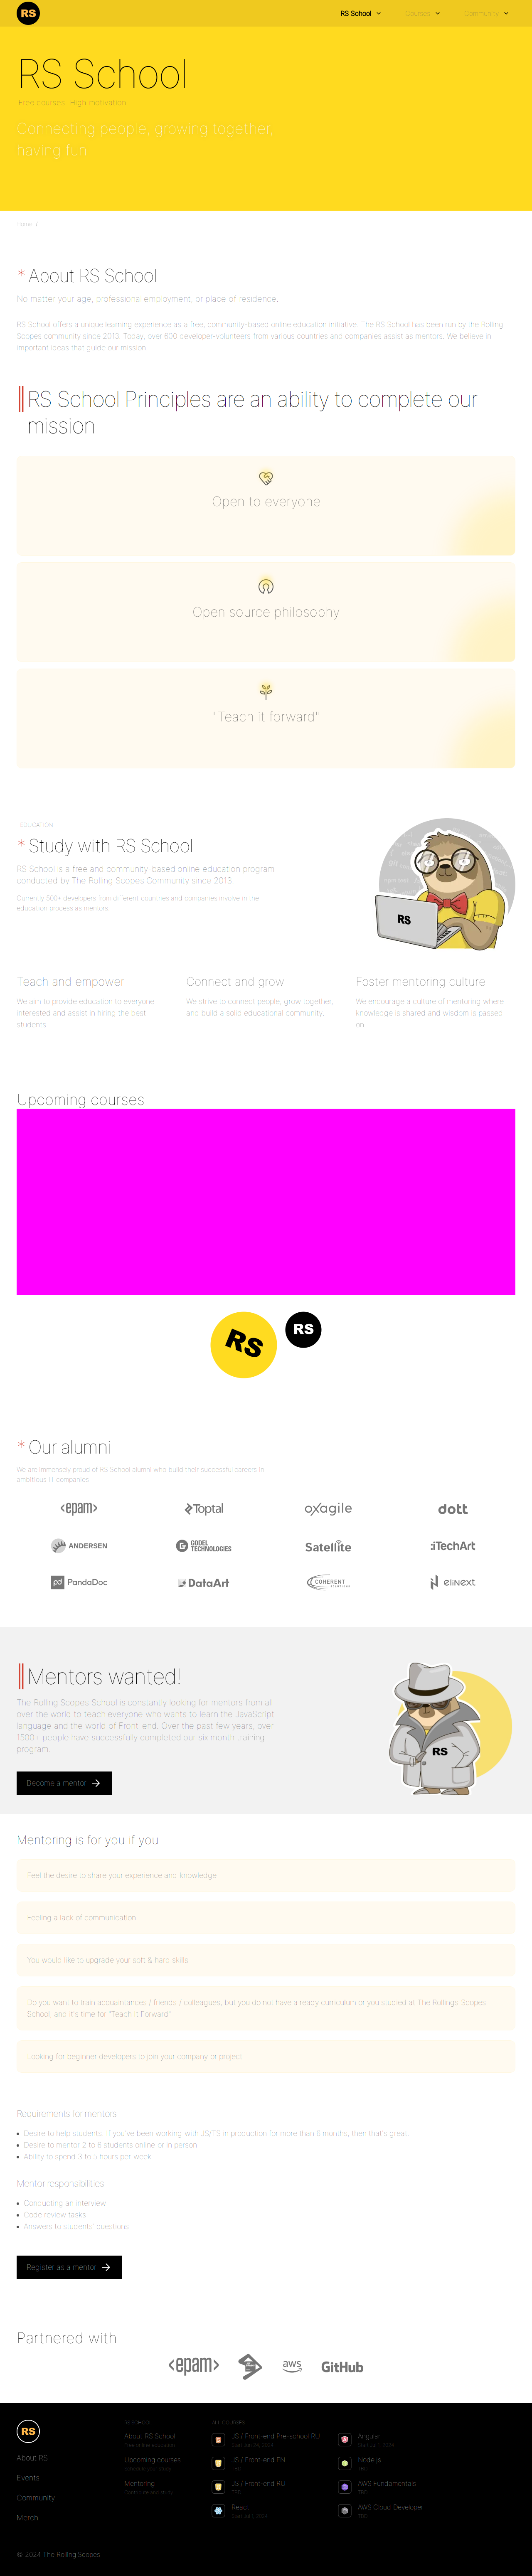 RS
RS School
Courses
Community
RS School
Free courses. High motivation
Connecting people, growing together,
having fun
Home /
* About RS School
No matter your age, professional employment, or place of residence.
RS School offers a unique learning experience as a free, community-based online education initiative. The RS School has been run by the Rolling
Scopes community since 2013. Today, over 600 developer-volunteers from various countries and companies assist as mentors. We believe in
important ideas that guide our mission.
RS School Principles are an ability to complete our
mission
Open to everyone
Open source philosophy
"Teach it forward"
EDUCATION
* Study with RS School
RS School is a free and community-based online education program
conducted by The Rolling Scopes Community since 2013.
Currently 500+ developers from different countries and companies involve in the
education process as mentors.
RS
Teach and empower
We aim to provide education to everyone
interested and assist in hiring the best
students.
Connect and grow
We strive to connect people, grow together,
and build a solid educational community.
Foster mentoring culture
We encourage a culture of mentoring where
knowledge is shared and wisdom is passed
on.
Upcoming courses
RS
RS
* Our alumni
We are immensely proud of RS School alumni who build their successful careers in
ambitious IT companies
<epam>
Toptal
oxagile
dott
ANDERSEN
GODEL
TECHNOLOGIES
Satellite
:iTechArt
PandaDoc
DataArt
COHERENT
SOLUTIONS
eliNext
Mentors wanted!
The Rolling Scopes School is constantly looking for mentors from all
over the world to teach everyone who wants to learn the JavaScript
language and the world of Front-end. Over the past few years, over
1500+ people have successfully completed our six month training
program.
Become a mentor
RS
Mentoring is for you if you
Feel the desire to share your experience and knowledge
Feeling a lack of communication
You would like to upgrade your soft & hard skills
Do you want to train acquaintances / friends / colleagues, but you do not have a ready curriculum or you studied at The Rollings Scopes
School, and it's time for "Teach It Forward"
Looking for beginner developers to join your company or project
Requirements for mentors
Desire to help students. If you've been working with JS/TS in production for more than 6 months, then that's great.
Desire to mentor 2 to 6 students online or in person
Ability to spend 3 to 5 hours per week
Mentor responsibilities
Conducting an interview
Code review tasks
Answers to students' questions
Register as a mentor
Partnered with
<epam>
aws
GitHub
RS
About RS
Events
Community
Merch
RS SCHOOL
About RS School
Free online education
Upcoming courses
Schedule your study
Mentoring
ALL COURSES
JS / Front-end Pre-school RU
JS / Front-end EN
TBD
JS / Front-end RU
TBD
React
Angular
Node.js
TBD
AWS Fundamentals
TBD
AWS Cloud Developer
TBD
© 2024 The Rolling Scopes